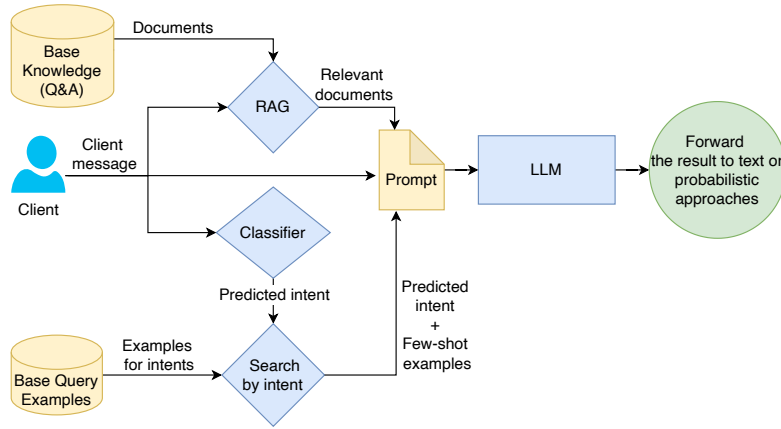 Documents
Base
Knowledge
(Q&A)
RAG
Relevant
documents
Client
message
Client
Prompt
LLM
Forward
the result to text or
probabilistic
approaches
Classifier
Predicted intent
Predicted
intent
+
Few-shot
examples
Examples
for intents
Search
by intent
Base Query
Examples